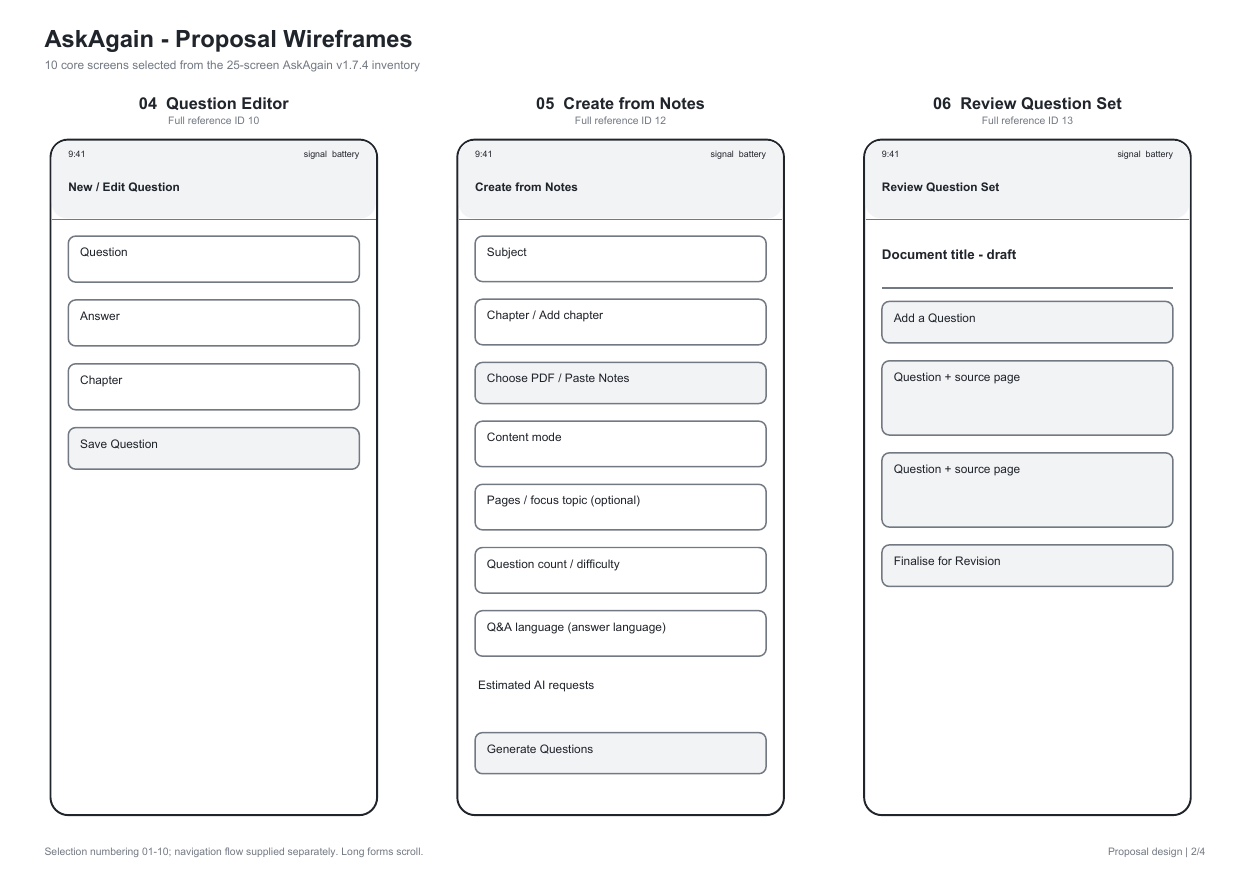 AskAgain - Proposal Wireframes
10 core screens selected from the 25-screen AskAgain v1.7.4 inventory
04 Question Editor
Full reference ID 10
9:41
signal battery
New / Edit Question
Question
Answer
Chapter
Save Question
05 Create from Notes
Full reference ID 12
9:41
signal battery
Create from Notes
Subject
Chapter / Add chapter
Choose PDF / Paste Notes
Content mode
Pages / focus topic (optional)
Question count / difficulty
Q&A language (answer language)
Estimated AI requests
Generate Questions
06 Review Question Set
Full reference ID 13
9:41
signal battery
Review Question Set
Document title - draft
Add a Question
Question + source page
Question + source page
Finalise for Revision
Selection numbering 01-10; navigation flow supplied separately. Long forms scroll.
Proposal design | 2/4